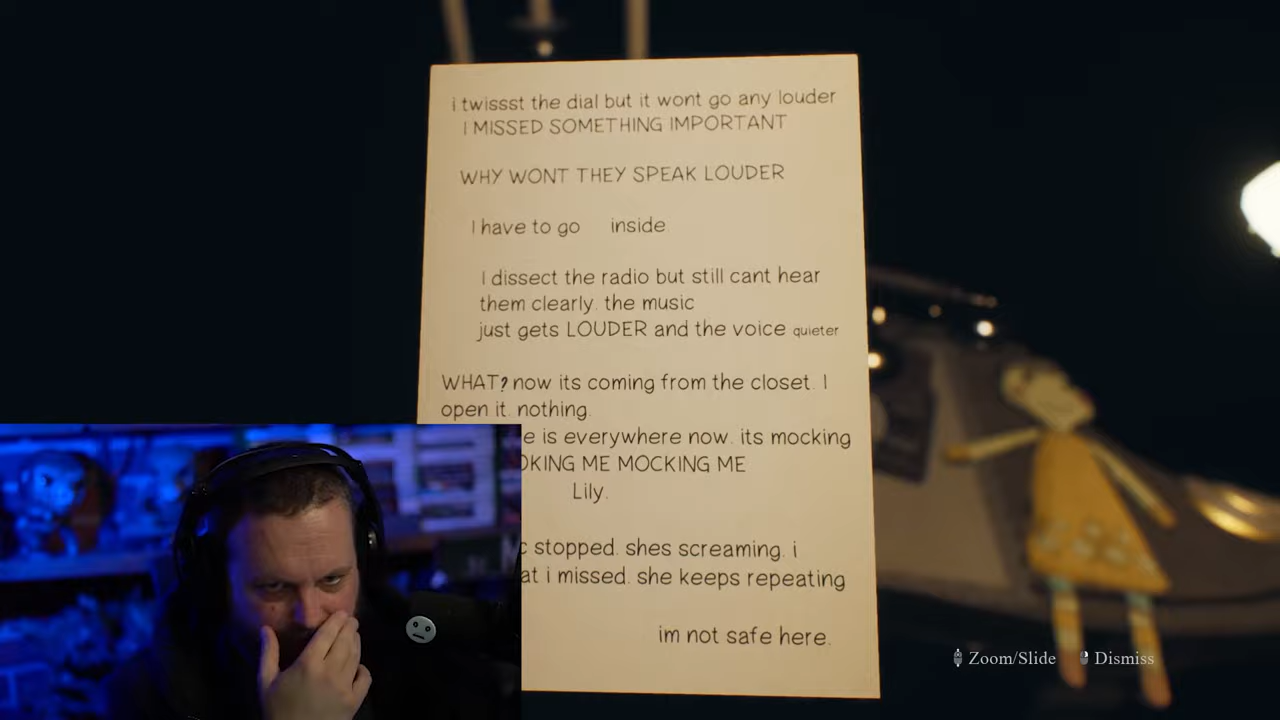 i twissst the dial but it wont go any louder
I MISSED SOMETHING IMPORTANT
WHY WONT THEY SPEAK LOUDER
I have to go inside
I dissect the radio but still cant hear
them clearly. the music
just gets LOUDER and the voice quieter
WHAT? now its coming from the closet. I
open it. nothing.
is everywhere now. its mocking
ME MOCKING ME
Lily.
stopped. shes screaming. i
i missed. she keeps repeating
im not safe here.
Zoom/Slide Dismiss